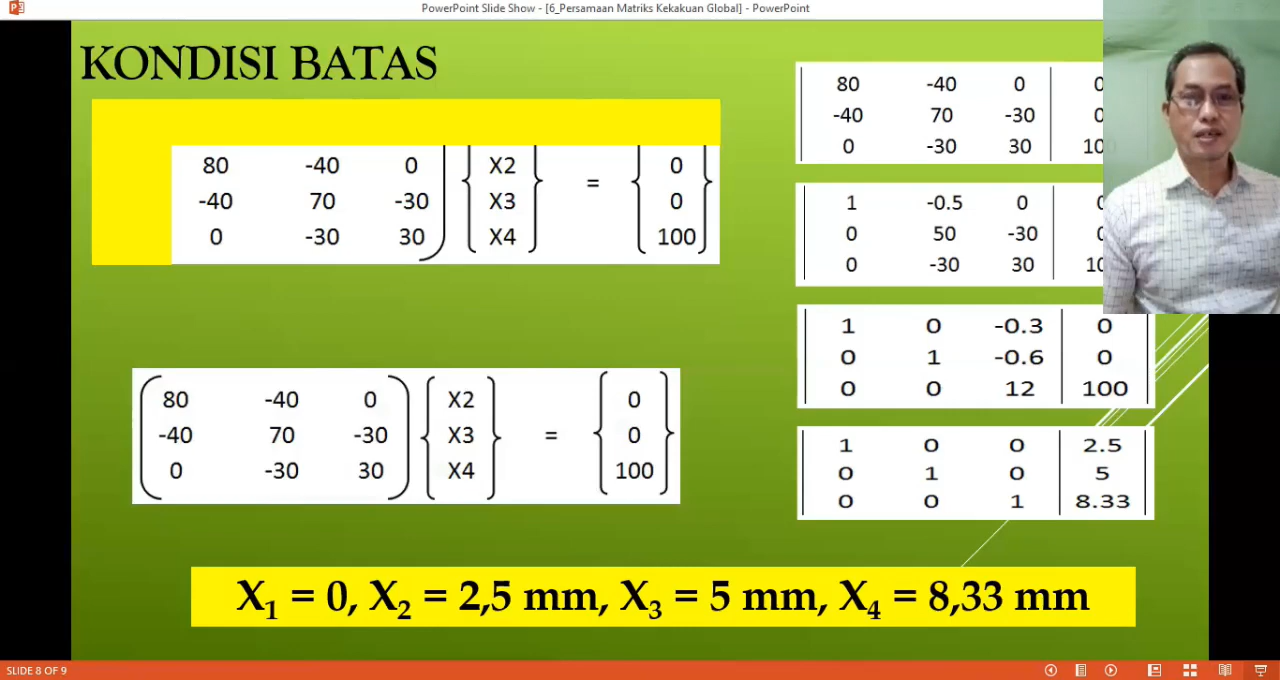 PowerPoint Slide Show - [6_Persamaan Matriks Kekakuan Global] - PowerPoint
KONDISI BATAS
80 -40 0 X2 0
-40 70 -30 X3 = 0
0 -30 30 X4 100
80 -40 0 X2 0
-40 70 -30 X3 = 0
0 -30 30 X4 100
80 -40 0 0
-40 70 -30 0
0 -30 30
1 -0.5 0 0
0 50 -30 0
0 -30 30
1 0 -0.3 0
0 1 -0.6 0
0 0 12 100
1 0 0 2.5
0 1 0 5
0 0 1 8.33
X1 = 0, X2 = 2,5 mm, X3 = 5 mm, X4 = 8,33 mm
SLIDE 8 OF 9